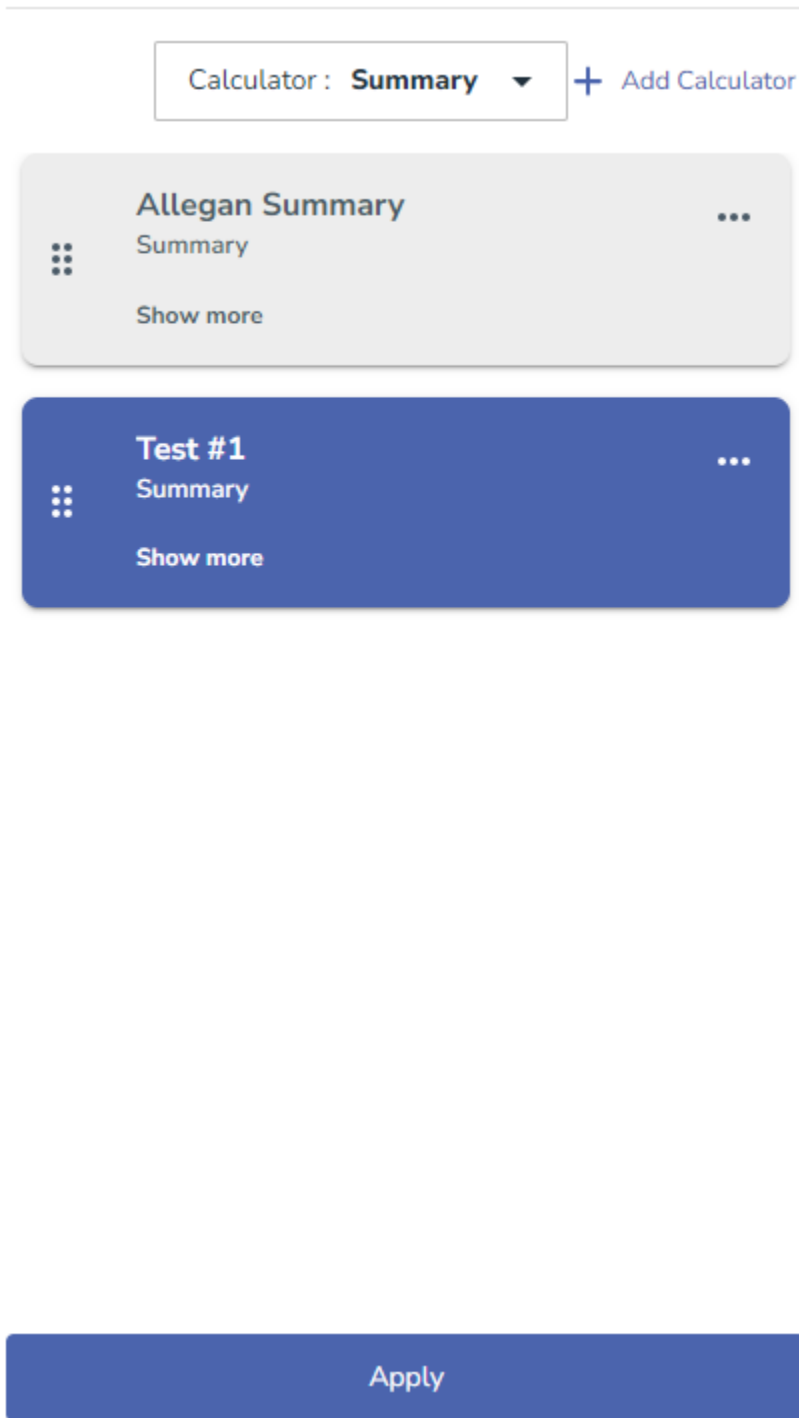 Calculator : Summary + Add Calculator
Allegan Summary
Summary
Show more
Test #1
Summary
Show more
Apply